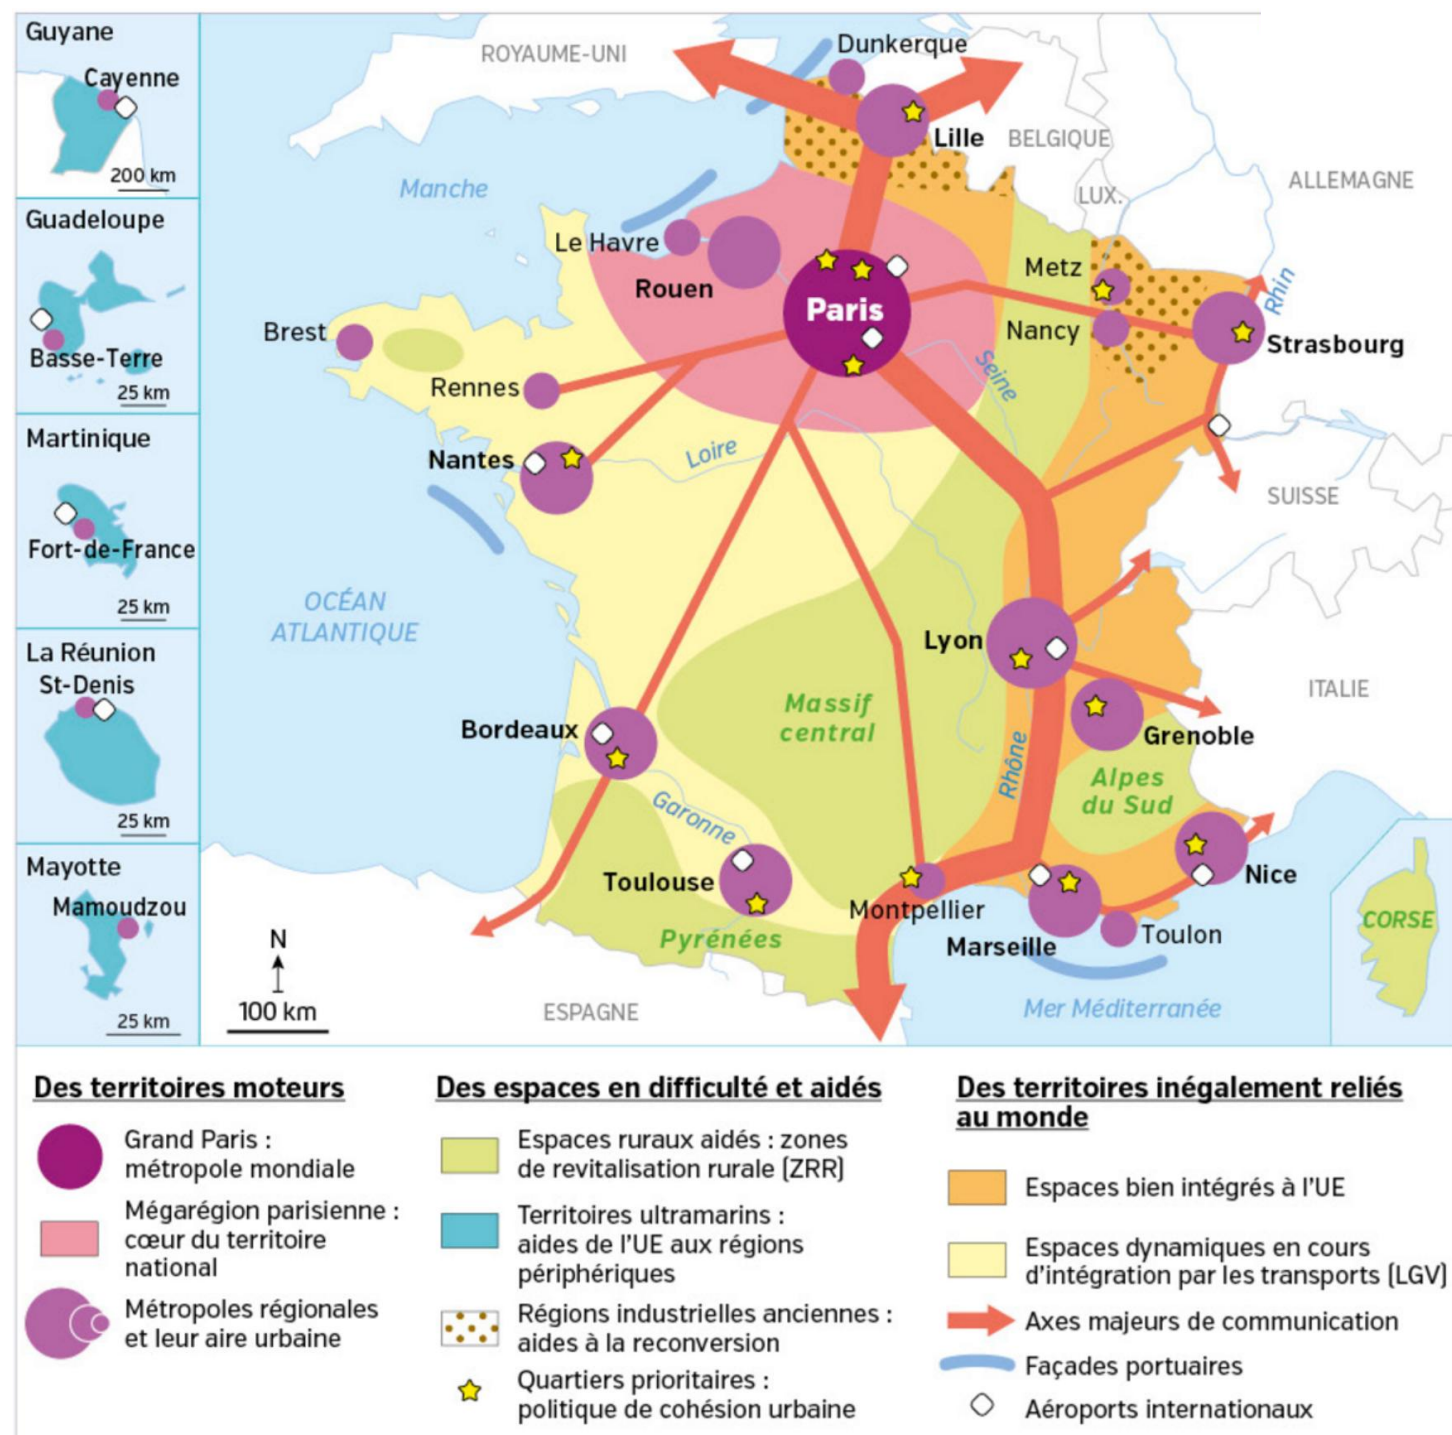 Guyane
Cayenne
200 km
Guadeloupe
Basse-Terre
25 km
Martinique
Fort-de-France
25 km
La Réunion
St-Denis
25 km
Mayotte
Mamoudzou
25 km
ROYAUME-UNI
Dunkerque
Lille
BELGIQUE
ALLEMAGNE
LUX.
Manche
Le Havre
Rouen
Metz
Rhin
Paris
Brest
Nancy
Strasbourg
Seine
Rennes
Nantes
Loire
SUISSE
OCÉAN
ATLANTIQUE
Lyon
ITALIE
Massif
central
Bordeaux
Grenoble
Rhône
Alpes
du Sud
Garonne
Toulouse
Nice
Montpellier
CORSE
Pyrénées
Marseille
Toulon
N
100 km
ESPAGNE
Mer Méditerranée
Des territoires moteurs
Grand Paris :
métropole mondiale
Mégarégion parisienne :
cœur du territoire
national
Métropoles régionales
et leur aire urbaine
Des espaces en difficulté et aidés
Espaces ruraux aidés : zones
de revitalisation rurale (ZRR)
Territoires ultramarins :
aides de l'UE aux régions
périphériques
Régions industrielles anciennes :
aides à la reconversion
Quartiers prioritaires :
politique de cohésion urbaine
Des territoires inégalement reliés
au monde
Espaces bien intégrés à l'UE
Espaces dynamiques en cours
d'intégration par les transports (LGV)
Axes majeurs de communication
Façades portuaires
Aéroports internationaux